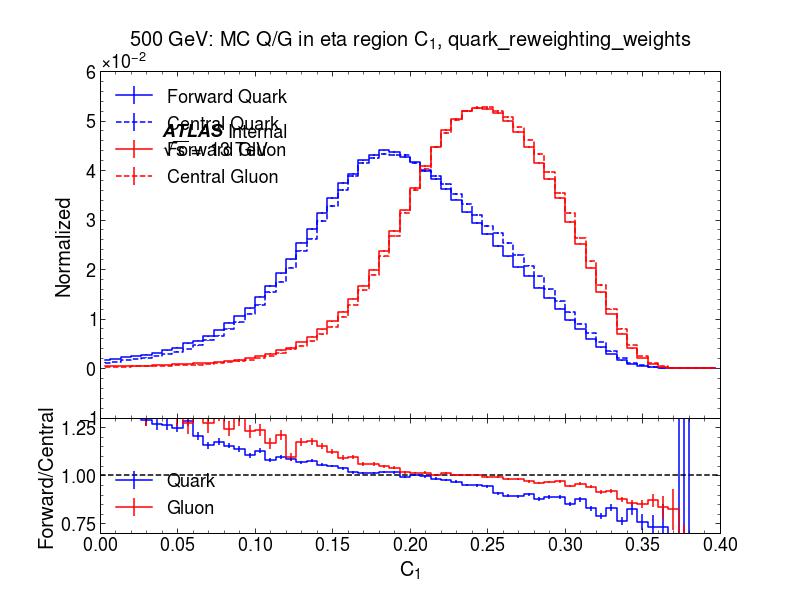 500 GeV: MC Q/G in eta region C₁, quark_reweighting_weights
×10⁻²
6
5
4
3
2
1
0
−1
Normalized
Forward Quark
Central Quark
ATLAS Internal
√s = 13 TeV
Forward Gluon
Central Gluon
1.25
1.00
0.75
Forward/Central
Quark
Gluon
0.00 0.05 0.10 0.15 0.20 0.25 0.30 0.35 0.40
C₁